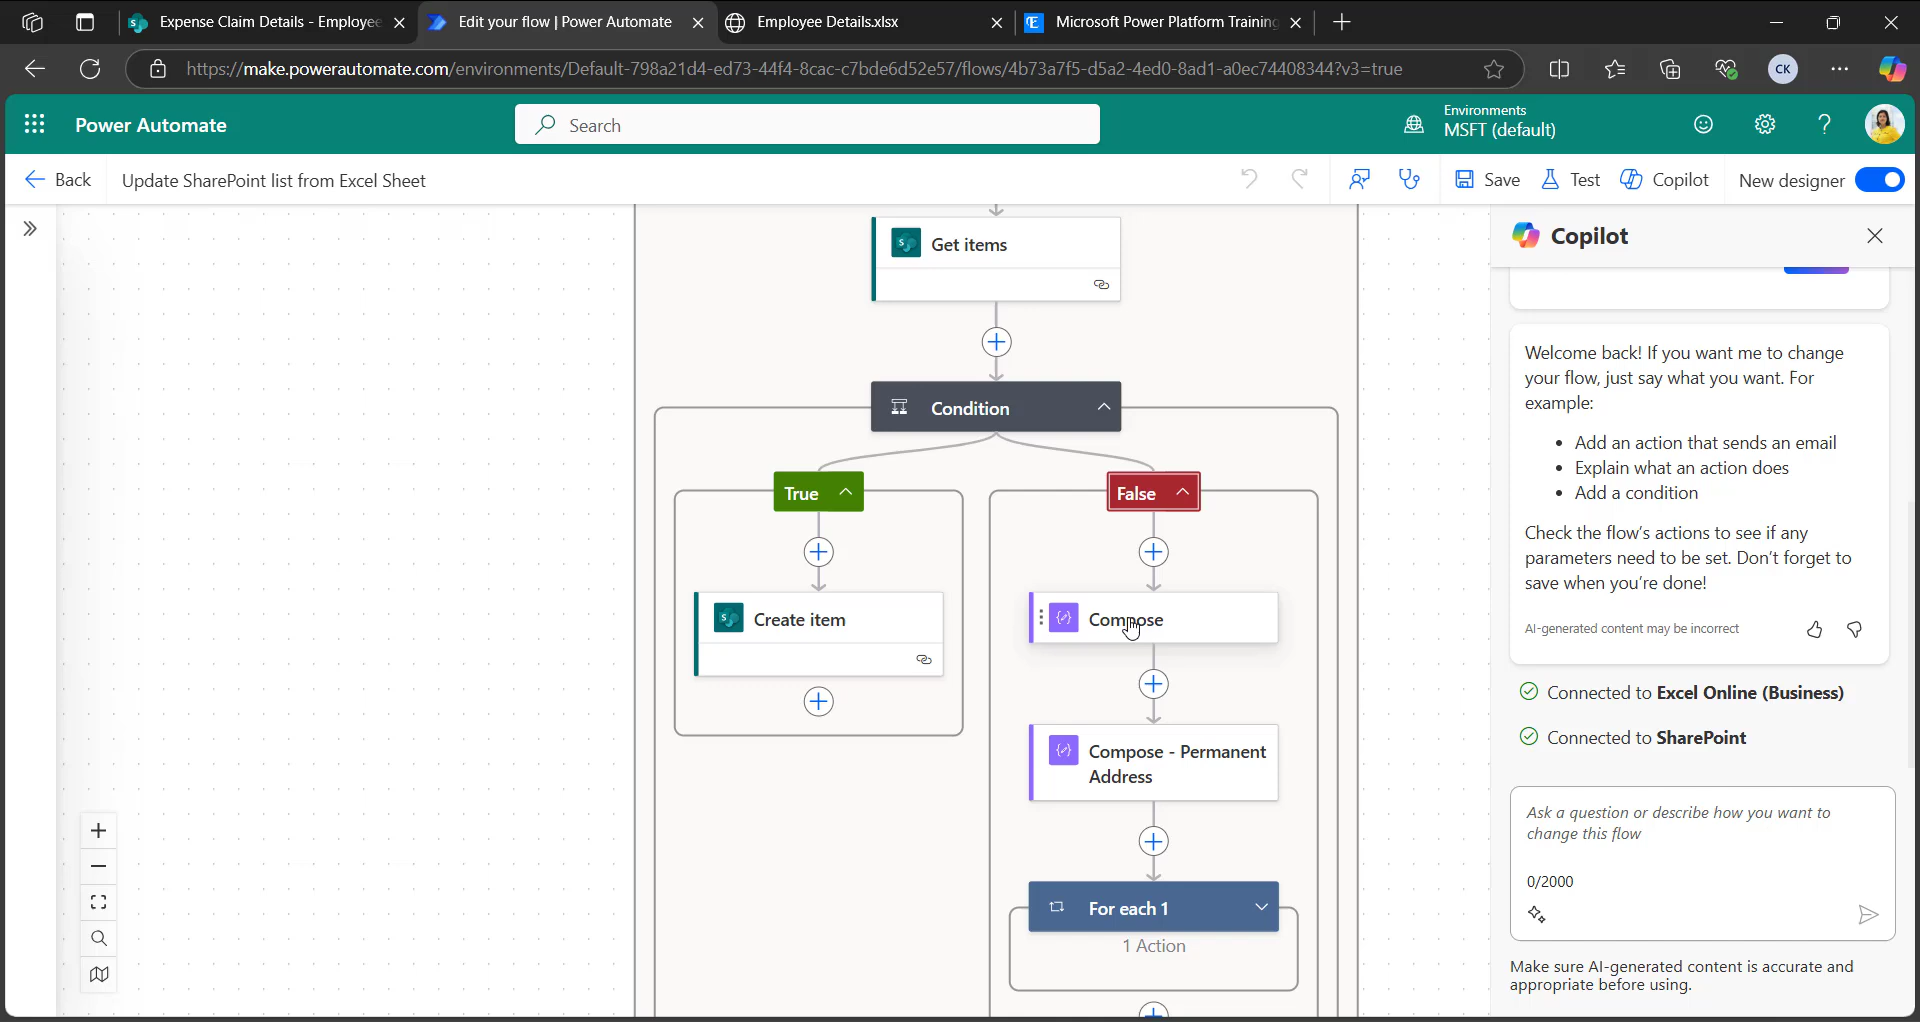 Expense Claim Details - Employee
Edit your flow | Power Automate
Employee Details.xlsx
Microsoft Power Platform Training
https://make.powerautomate.com/environments/Default-798a21d4-ed73-44f4-8cac-c7bde6d52e57/flows/4b73a7f5-d5a2-4ed0-8ad1-a0ec74408344?v3=true
CK
Power Automate
Search
Environments
MSFT (default)
Back
Update SharePoint list from Excel Sheet
Save
Test
Copilot
New designer
Get items
Condition
True
False
Create item
Compose
Compose - Permanent
Address
For each 1
1 Action
Copilot
Welcome back! If you want me to change
your flow, just say what you want. For
example:
• Add an action that sends an email
• Explain what an action does
• Add a condition
Check the flow's actions to see if any
parameters need to be set. Don't forget to
save when you're done!
AI-generated content may be incorrect
Connected to Excel Online (Business)
Connected to SharePoint
Ask a question or describe how you want to
change this flow
0/2000
Make sure AI-generated content is accurate and
appropriate before using.